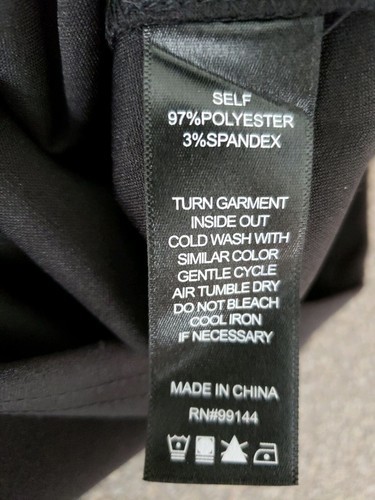 SELF
97%POLYESTER
3%SPANDEX
TURN GARMENT
INSIDE OUT
COLD WASH WITH
SIMILAR COLOR
GENTLE CYCLE
AIR TUMBLE DRY
DO NOT BLEACH
COOL IRON
IF NECESSARY
MADE IN CHINA
RN#99144